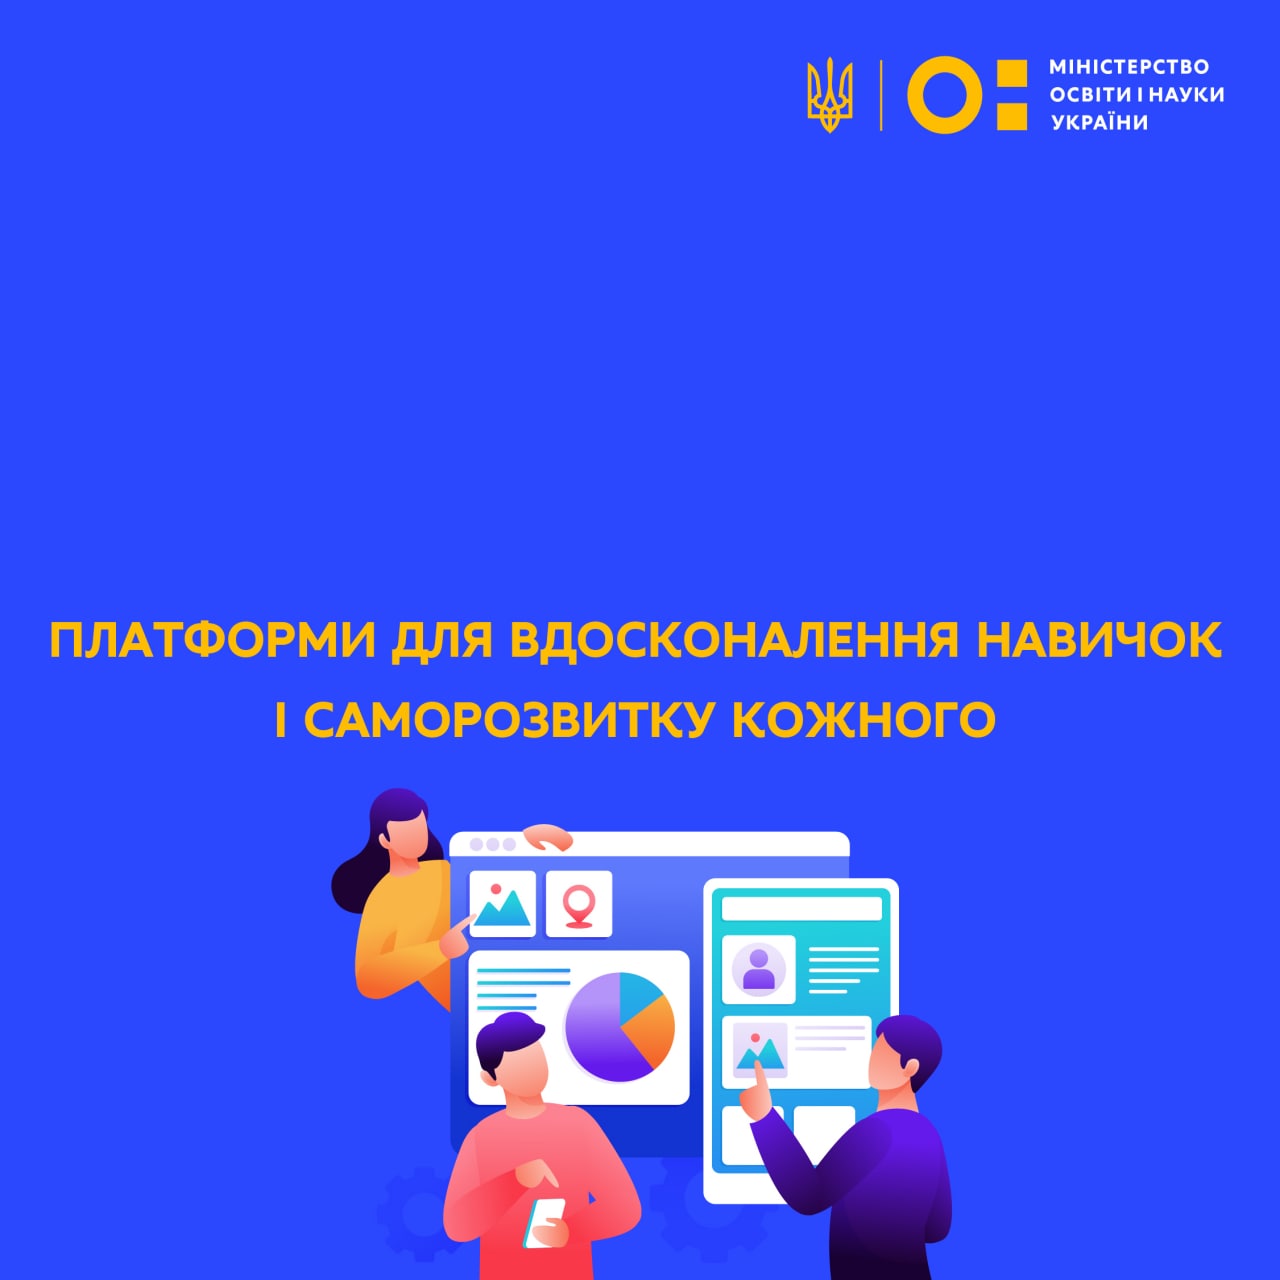 МІНІСТЕРСТВО
ОСВІТИ І НАУКИ
УКРАЇНИ
ПЛАТФОРМИ ДЛЯ ВДОСКОНАЛЕННЯ НАВИЧОК
І САМОРОЗВИТКУ КОЖНОГО